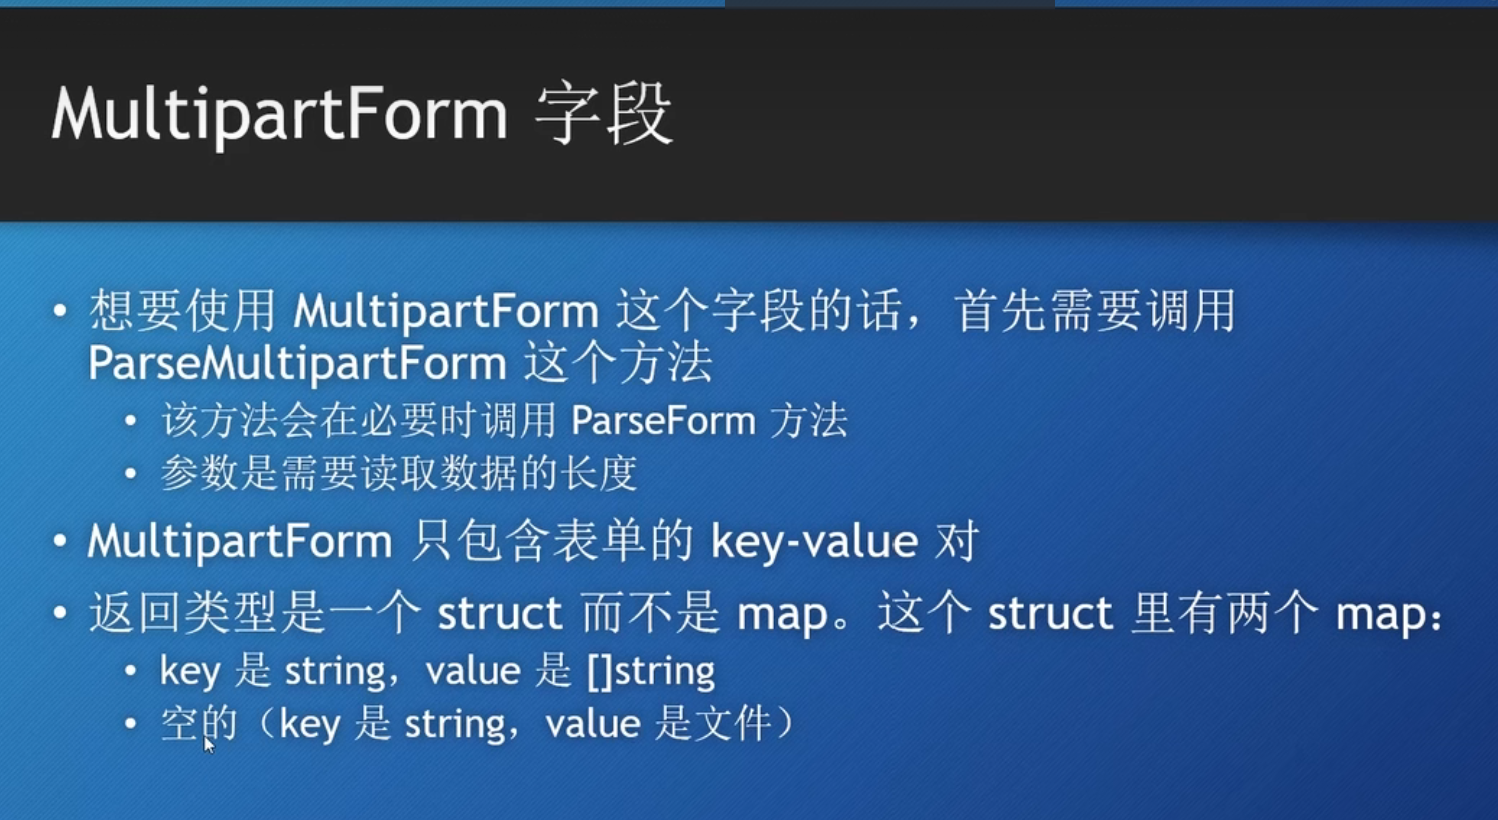 MultipartForm 字段
• 想要使用 MultipartForm 这个字段的话，首先需要调用
ParseMultipartForm 这个方法
• 该方法会在必要时调用 ParseForm 方法
• 参数是需要读取数据的长度
• MultipartForm 只包含表单的 key-value 对
• 返回类型是一个 struct 而不是 map。这个 struct 里有两个 map：
• key 是 string，value 是 []string
• 空的（key 是 string，value 是文件）